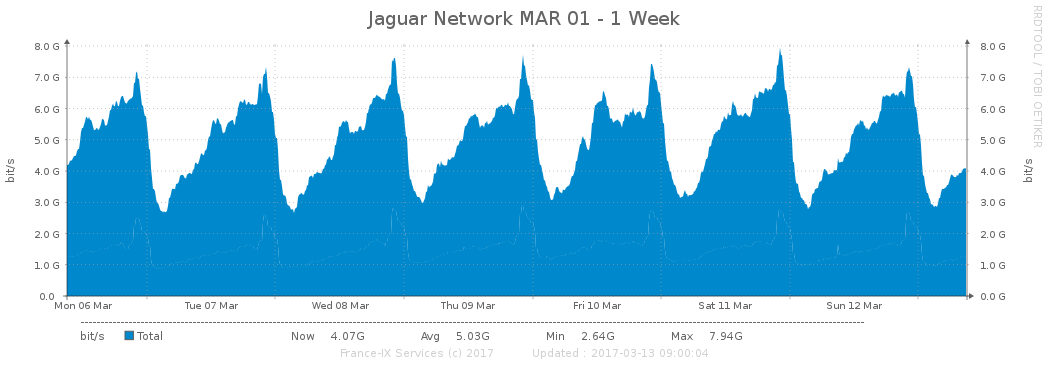 Jaguar Network MAR 01 - 1 Week
RRDTOOL / TOBI OETIKER
8.0 G 8.0 G
7.0 G 7.0 G
6.0 G 6.0 G
5.0 G 5.0 G
4.0 G 4.0 G
3.0 G 3.0 G
2.0 G 2.0 G
1.0 G 1.0 G
0.0 0.0 G
bit/s
bit/s
Mon 06 Mar Tue 07 Mar Wed 08 Mar Thu 09 Mar Fri 10 Mar Sat 11 Mar Sun 12 Mar
bit/s Total Now 4.07G Avg 5.03G Min 2.64G Max 7.94G
France-IX Services (c) 2017 Updated : 2017-03-13 09:00:04